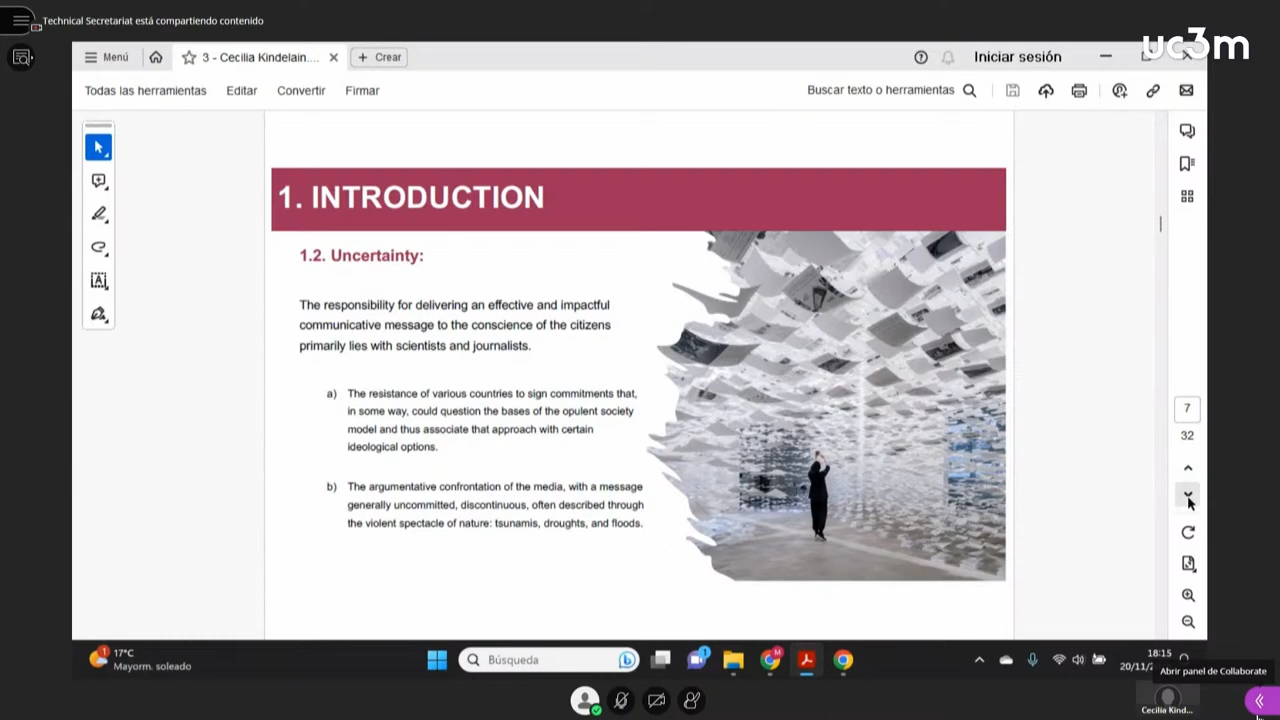 Technical Secretariat está compartiendo contenido
uc3m
Menú
3 - Cecilia Kindelain....
Crear
Iniciar sesión
Todas las herramientas
Editar
Convertir
Firmar
Buscar texto o herramientas
1. INTRODUCTION
1.2. Uncertainty:
The responsibility for delivering an effective and impactful
communicative message to the conscience of the citizens
primarily lies with scientists and journalists.
a) The resistance of various countries to sign commitments that,
in some way, could question the bases of the opulent society
model and thus associate that approach with certain
ideological options.
b) The argumentative confrontation of the media, with a message
generally uncommitted, discontinuous, often described through
the violent spectacle of nature: tsunamis, droughts, and floods.
7
32
1
17°C
Mayorm. soleado
Búsqueda
1
M
18:15
20/11/2
Abrir panel de Collaborate
Cecilia Kind...